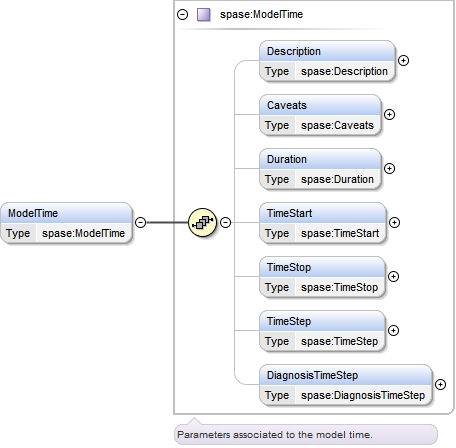 spase:ModelTime
Description
Type spase:Description
Caveats
Type spase:Caveats
Duration
Type spase:Duration
ModelTime
Type spase:ModelTime
TimeStart
Type spase:TimeStart
TimeStop
Type spase:TimeStop
TimeStep
Type spase:TimeStep
DiagnosisTimeStep
Type spase:DiagnosisTimeStep
Parameters associated to the model time.